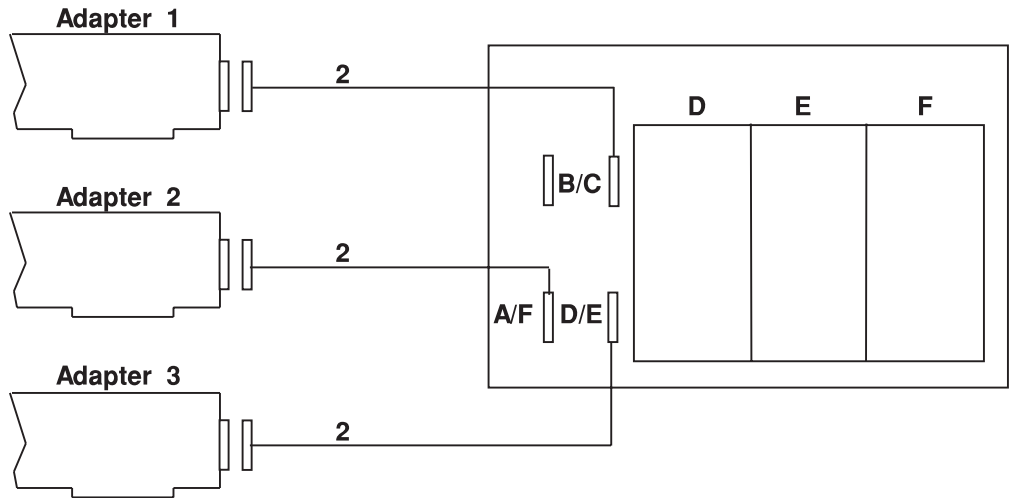 Adapter 1
2
D E F
B/C
Adapter 2
2
A/F D/E
Adapter 3
2